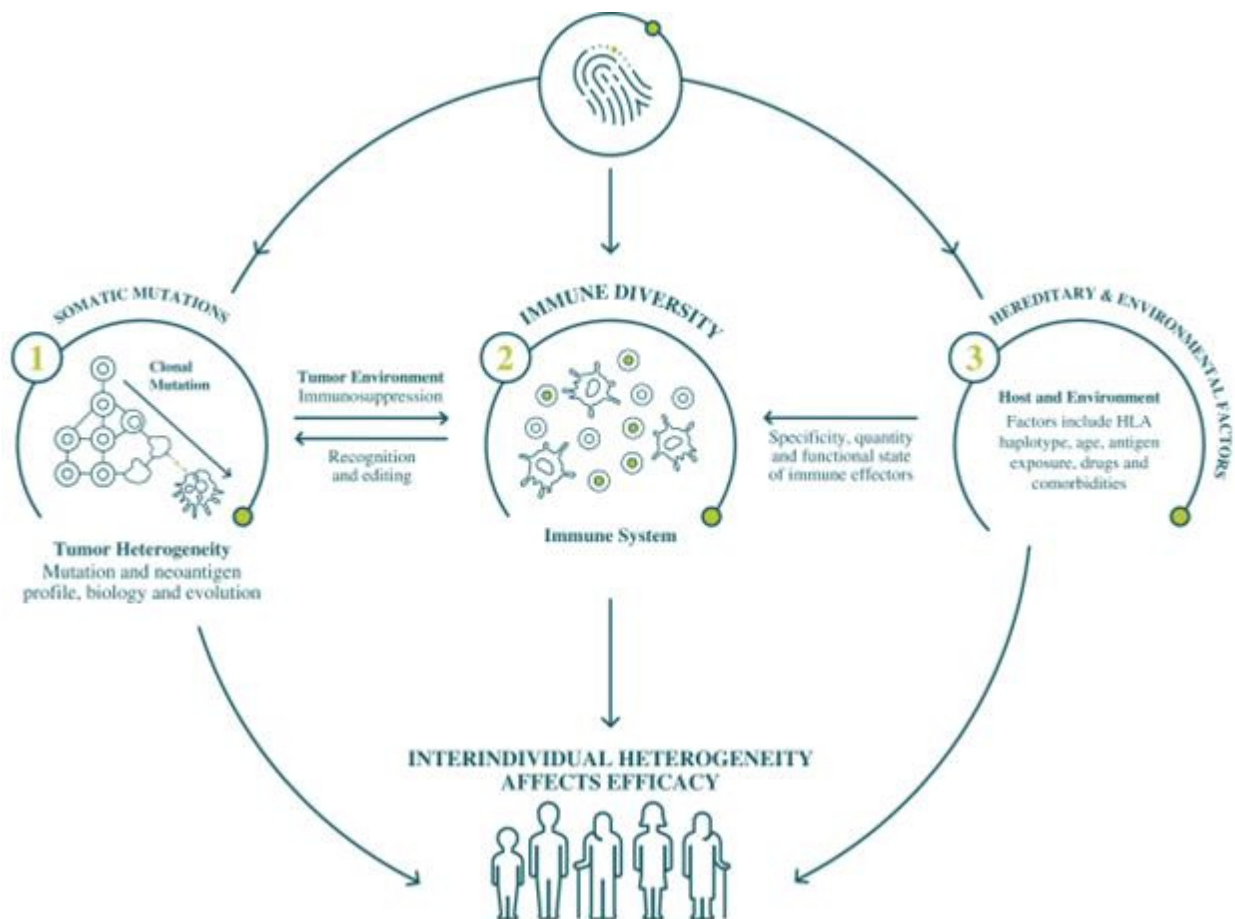 SOMATIC MUTATIONS
1
Clonal
Mutation
Tumor Heterogeneity
Mutation and neoantigen
profile, biology and evolution
Tumor Environment
Immunosuppression
Recognition
and editing
IMMUNE DIVERSITY
2
Immune System
Specificity, quantity
and functional state
of immune effectors
HEREDITARY & ENVIRONMENTAL FACTORS
3
Host and Environment
Factors include HLA
haplotype, age, antigen
exposure, drugs and
comorbidities
INTERINDIVIDUAL HETEROGENEITY
AFFECTS EFFICACY